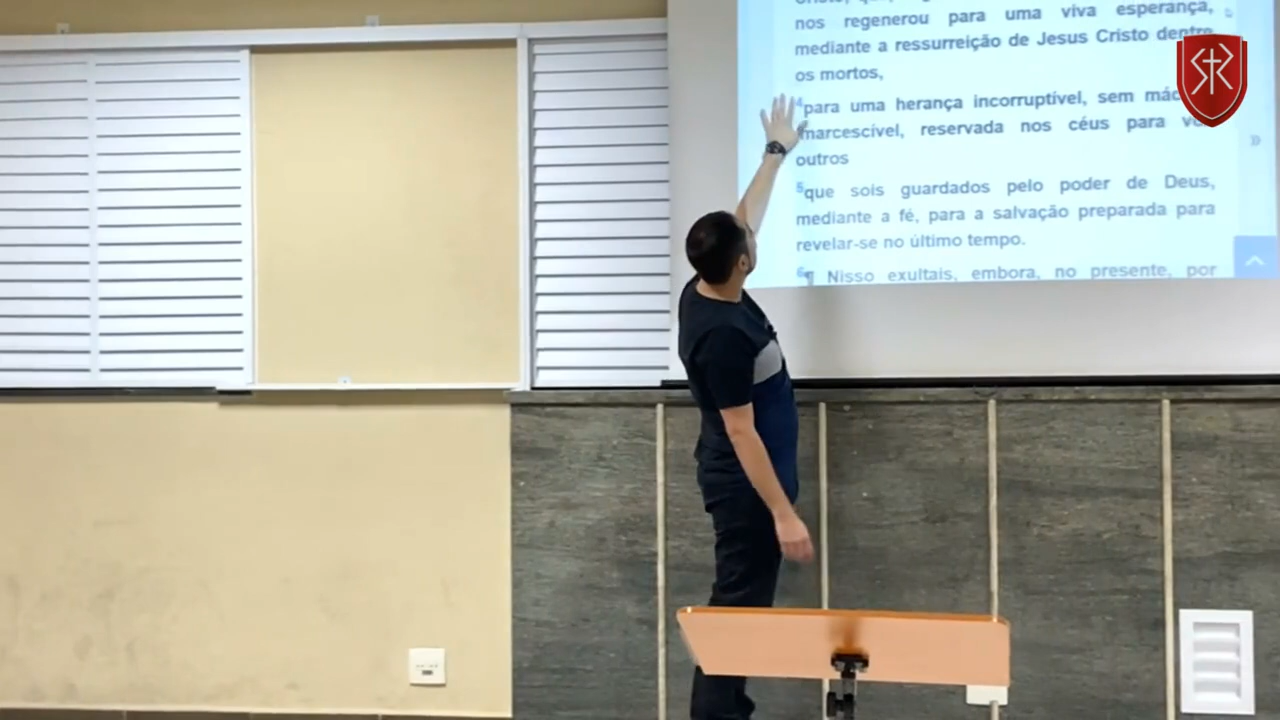 nos regenerou para uma viva esperança,
mediante a ressurreição de Jesus Cristo dentre
os mortos,
4para uma herança incorruptível, sem
marcescível, reservada nos céus para
outros
5que sois guardados pelo poder de Deus,
mediante a fé, para a salvação preparada para
revelar-se no último tempo.
6¶ Nisso exultais, embora, no presente, por